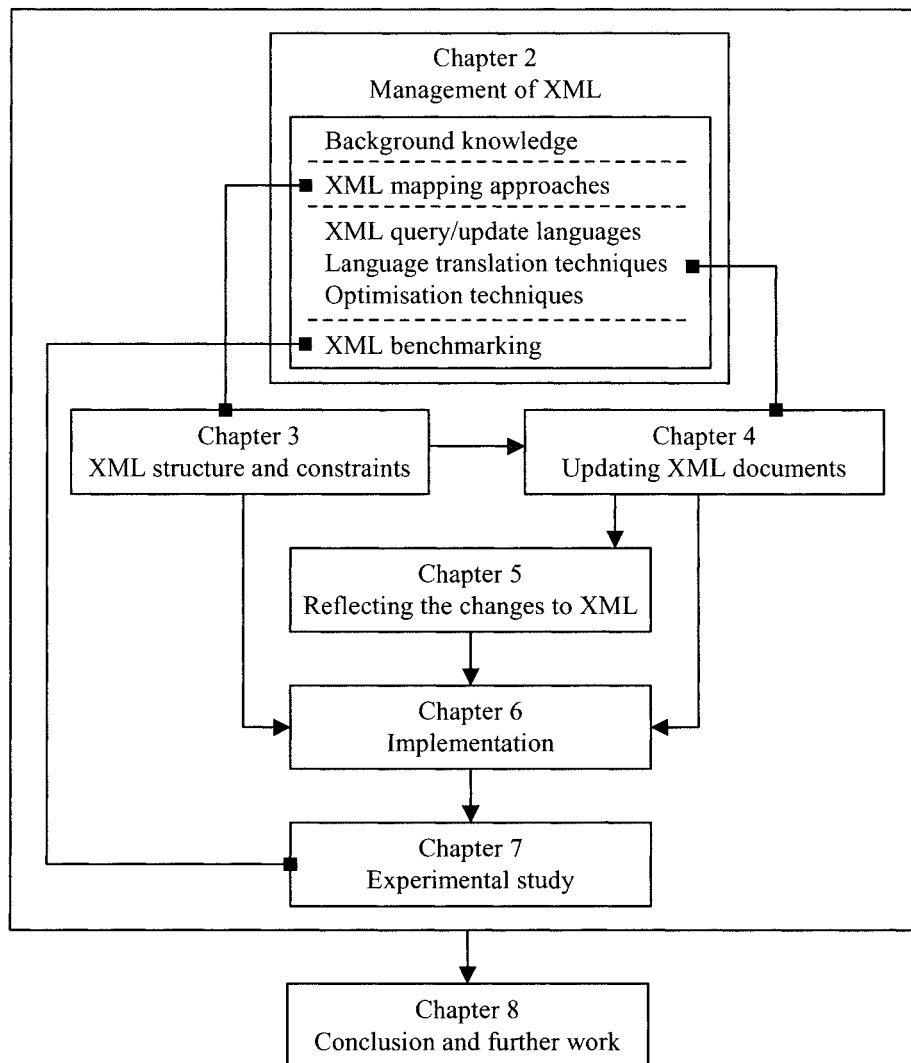 Chapter 2
Management of XML
Background knowledge
XML mapping approaches
XML query/update languages
Language translation techniques
Optimisation techniques
XML benchmarking
Chapter 3
XML structure and constraints
Chapter 4
Updating XML documents
Chapter 5
Reflecting the changes to XML
Chapter 6
Implementation
Chapter 7
Experimental study
Chapter 8
Conclusion and further work